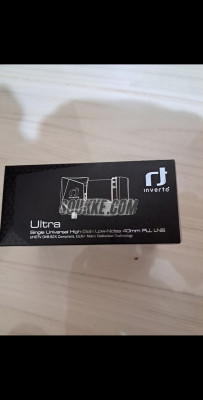 inverto
SOUKKE.COM
Ultra
Single Universal High-Gain Low-Noise 40mm PLL LNB